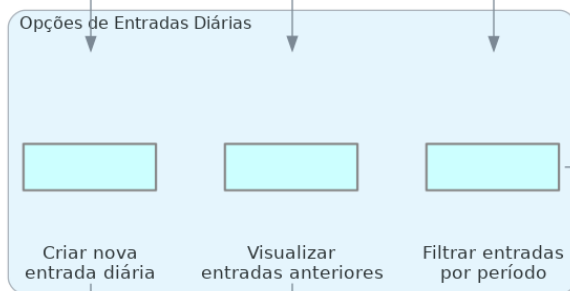 Opções de Entradas Diárias
Criar nova
entrada diária
Visualizar
entradas anteriores
Filtrar entradas
por período